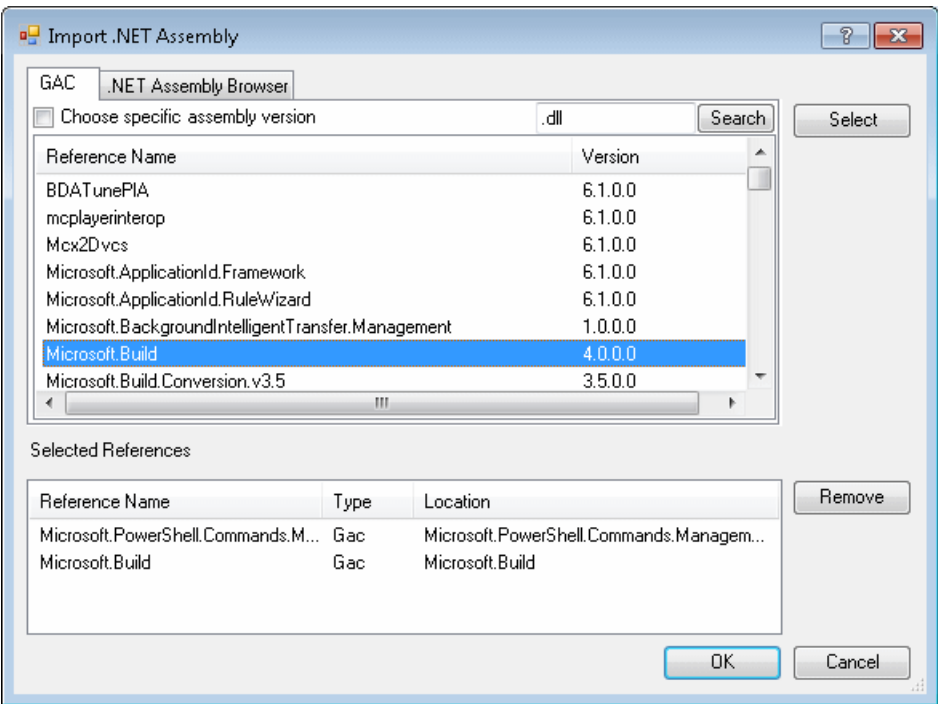 Import .NET Assembly
GAC .NET Assembly Browser
Choose specific assembly version .dll Search Select
Reference Name Version
BDATunePIA 6.1.0.0
mcplayerinterop 6.1.0.0
Mcx2Dvcs 6.1.0.0
Microsoft.ApplicationId.Framework 6.1.0.0
Microsoft.ApplicationId.RuleWizard 6.1.0.0
Microsoft.BackgroundIntelligentTransfer.Management 1.0.0.0
Microsoft.Build 4.0.0.0
Microsoft.Build.Conversion.v3.5 3.5.0.0
Selected References
Reference Name Type Location Remove
Microsoft.PowerShell.Commands.M... Gac Microsoft.PowerShell.Commands.Managem...
Microsoft.Build Gac Microsoft.Build
OK Cancel